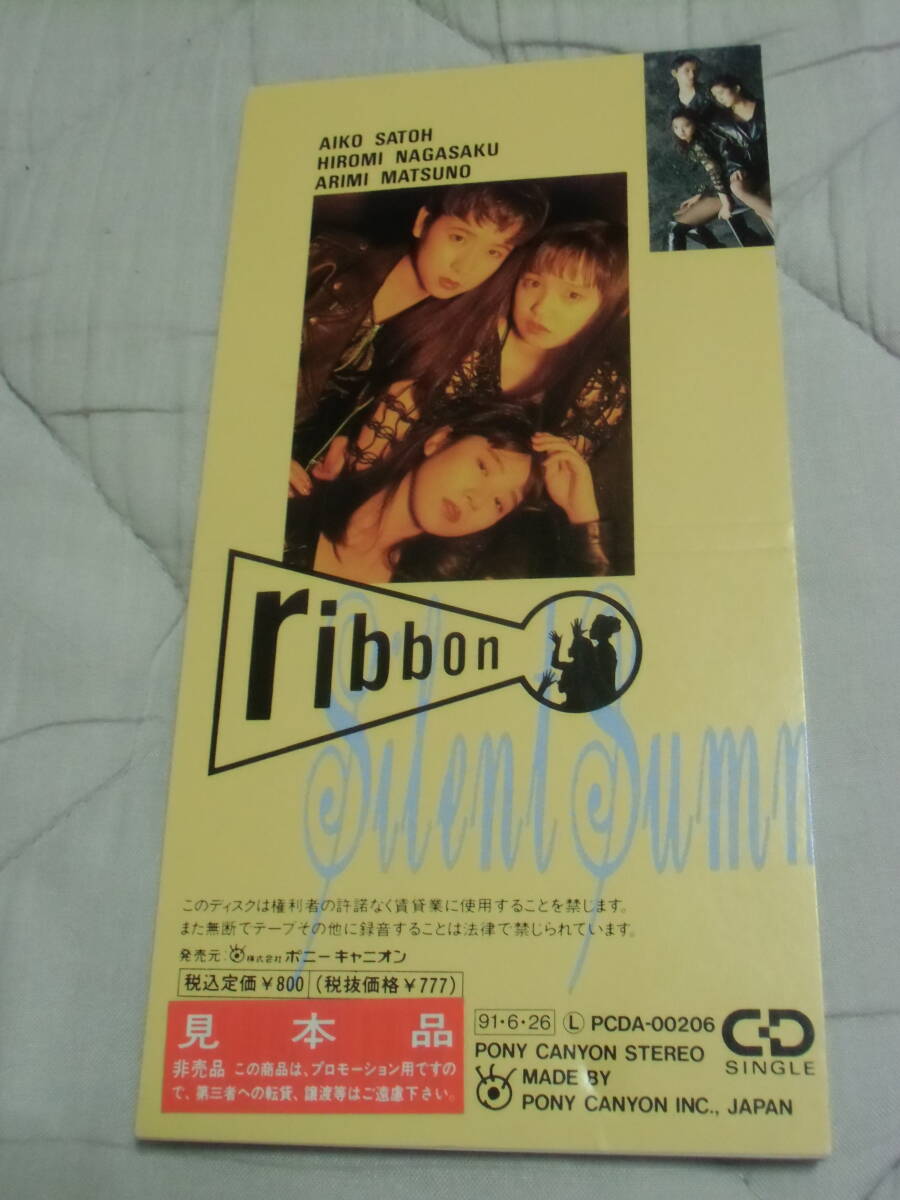 AIKO SATOH
HIROMI NAGASAKU
ARIMI MATSUNO
ribbon
Silent Summ
このディスクは権利者の許諾なく賃貸業に使用することを禁じます。
また無断でテープその他に録音することは法律で禁じられています。
発売元:株式会社ポニーキャニオン
税込定価¥800 (税抜価格¥777)
見本品
非売品 この商品は、プロモーション用ですの
で、第三者への転貸、譲渡等はご遠慮下さい。
91・6・26 Ⓛ PCDA-00206
PONY CANYON STEREO
MADE BY
PONY CANYON INC., JAPAN
CD
SINGLE